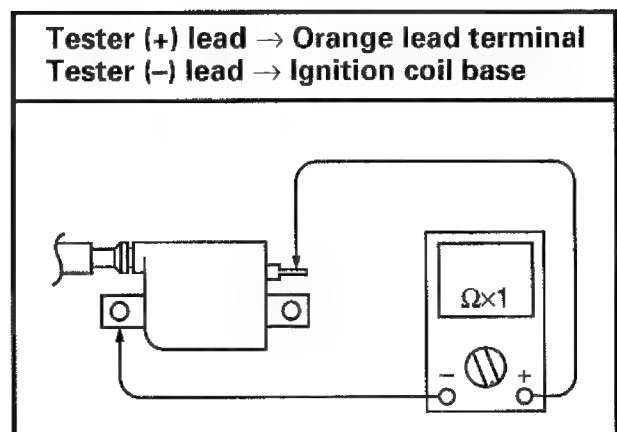 Tester (+) lead → Orange lead terminal
Tester (–) lead → Ignition coil base
Ω×1
– +